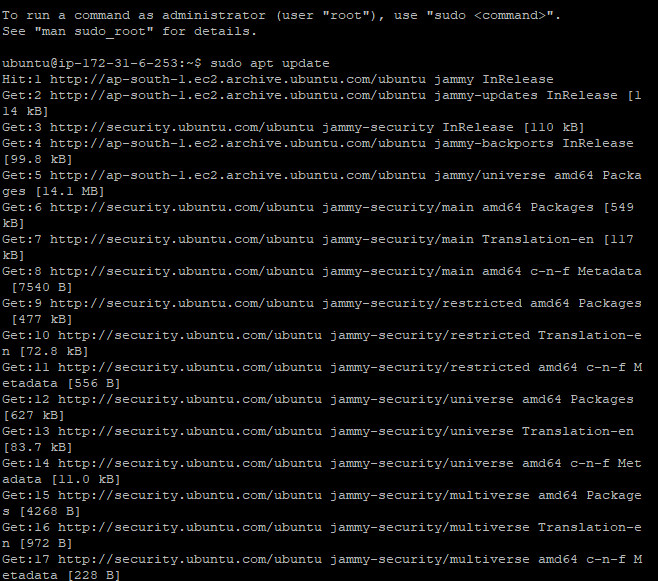 To run a command as administrator (user "root"), use "sudo <command>".
See "man sudo_root" for details.
ubuntu@ip-172-31-6-253:~$ sudo apt update
Hit:1 http://ap-south-1.ec2.archive.ubuntu.com/ubuntu jammy InRelease
Get:2 http://ap-south-1.ec2.archive.ubuntu.com/ubuntu jammy-updates InRelease [1
14 kB]
Get:3 http://security.ubuntu.com/ubuntu jammy-security InRelease [110 kB]
Get:4 http://ap-south-1.ec2.archive.ubuntu.com/ubuntu jammy-backports InRelease
[99.8 kB]
Get:5 http://ap-south-1.ec2.archive.ubuntu.com/ubuntu jammy/universe amd64 Packa
ges [14.1 MB]
Get:6 http://security.ubuntu.com/ubuntu jammy-security/main amd64 Packages [549
kB]
Get:7 http://security.ubuntu.com/ubuntu jammy-security/main Translation-en [117
kB]
Get:8 http://security.ubuntu.com/ubuntu jammy-security/main amd64 c-n-f Metadata
 [7540 B]
Get:9 http://security.ubuntu.com/ubuntu jammy-security/restricted amd64 Packages
 [477 kB]
Get:10 http://security.ubuntu.com/ubuntu jammy-security/restricted Translation-e
n [72.8 kB]
Get:11 http://security.ubuntu.com/ubuntu jammy-security/restricted amd64 c-n-f M
etadata [556 B]
Get:12 http://security.ubuntu.com/ubuntu jammy-security/universe amd64 Packages
[627 kB]
Get:13 http://security.ubuntu.com/ubuntu jammy-security/universe Translation-en
[83.7 kB]
Get:14 http://security.ubuntu.com/ubuntu jammy-security/universe amd64 c-n-f Met
adata [11.0 kB]
Get:15 http://security.ubuntu.com/ubuntu jammy-security/multiverse amd64 Package
s [4268 B]
Get:16 http://security.ubuntu.com/ubuntu jammy-security/multiverse Translation-e
n [972 B]
Get:17 http://security.ubuntu.com/ubuntu jammy-security/multiverse amd64 c-n-f M
etadata [228 B]